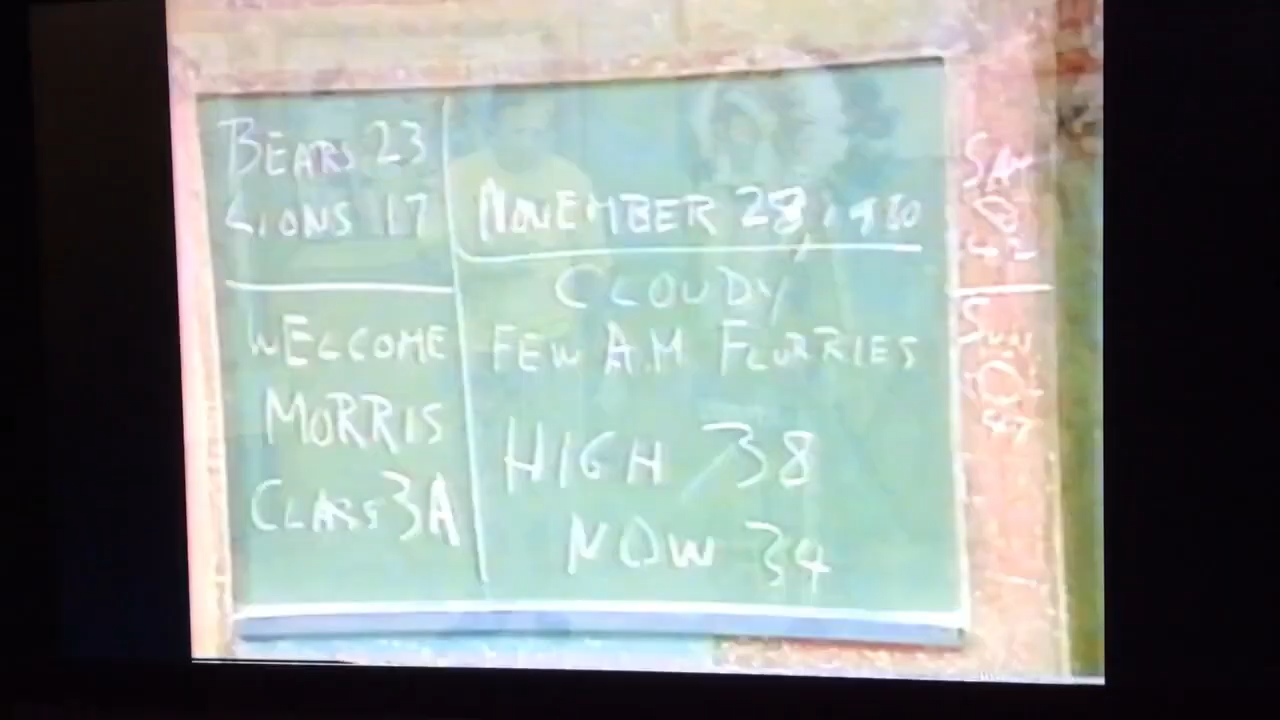 BEARS 23
LIONS 17
WELCOME
MORRIS
CLASS 3A
NOVEMBER 28, 1980
CLOUDY
FEW A.M. FLURRIES
HIGH 38
NOW 34
SUN